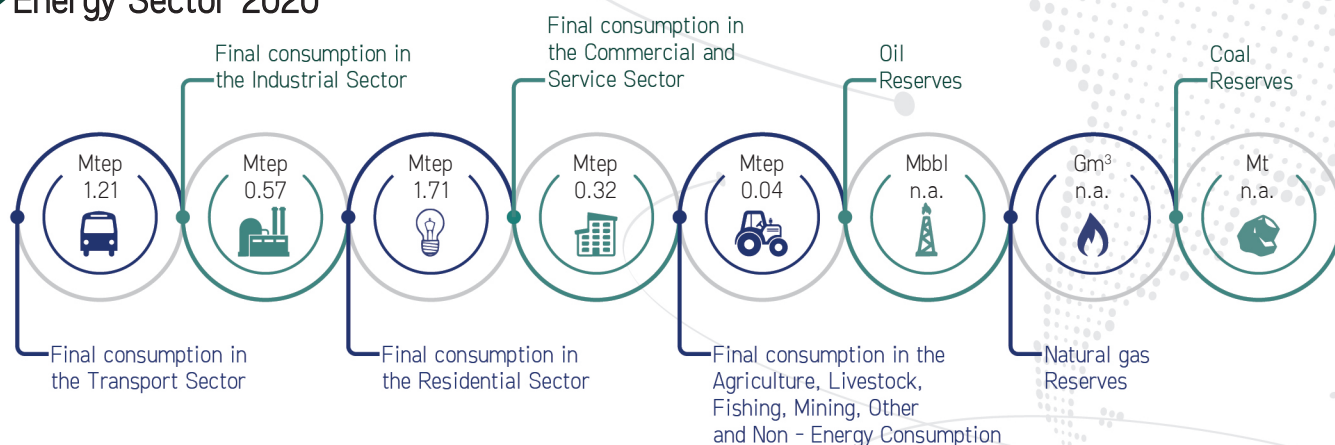 Energy Sector 2020
Final consumption in
the Industrial Sector
Final consumption in
the Commercial and
Service Sector
Oil
Reserves
Coal
Reserves
Mtep
1.21
Mtep
0.57
Mtep
1.71
Mtep
0.32
Mtep
0.04
Mbbl
n.a.
Gm³
n.a.
Mt
n.a.
Final consumption in
the Transport Sector
Final consumption in
the Residential Sector
Final consumption in the
Agriculture, Livestock,
Fishing, Mining, Other
and Non - Energy Consumption
Natural gas
Reserves